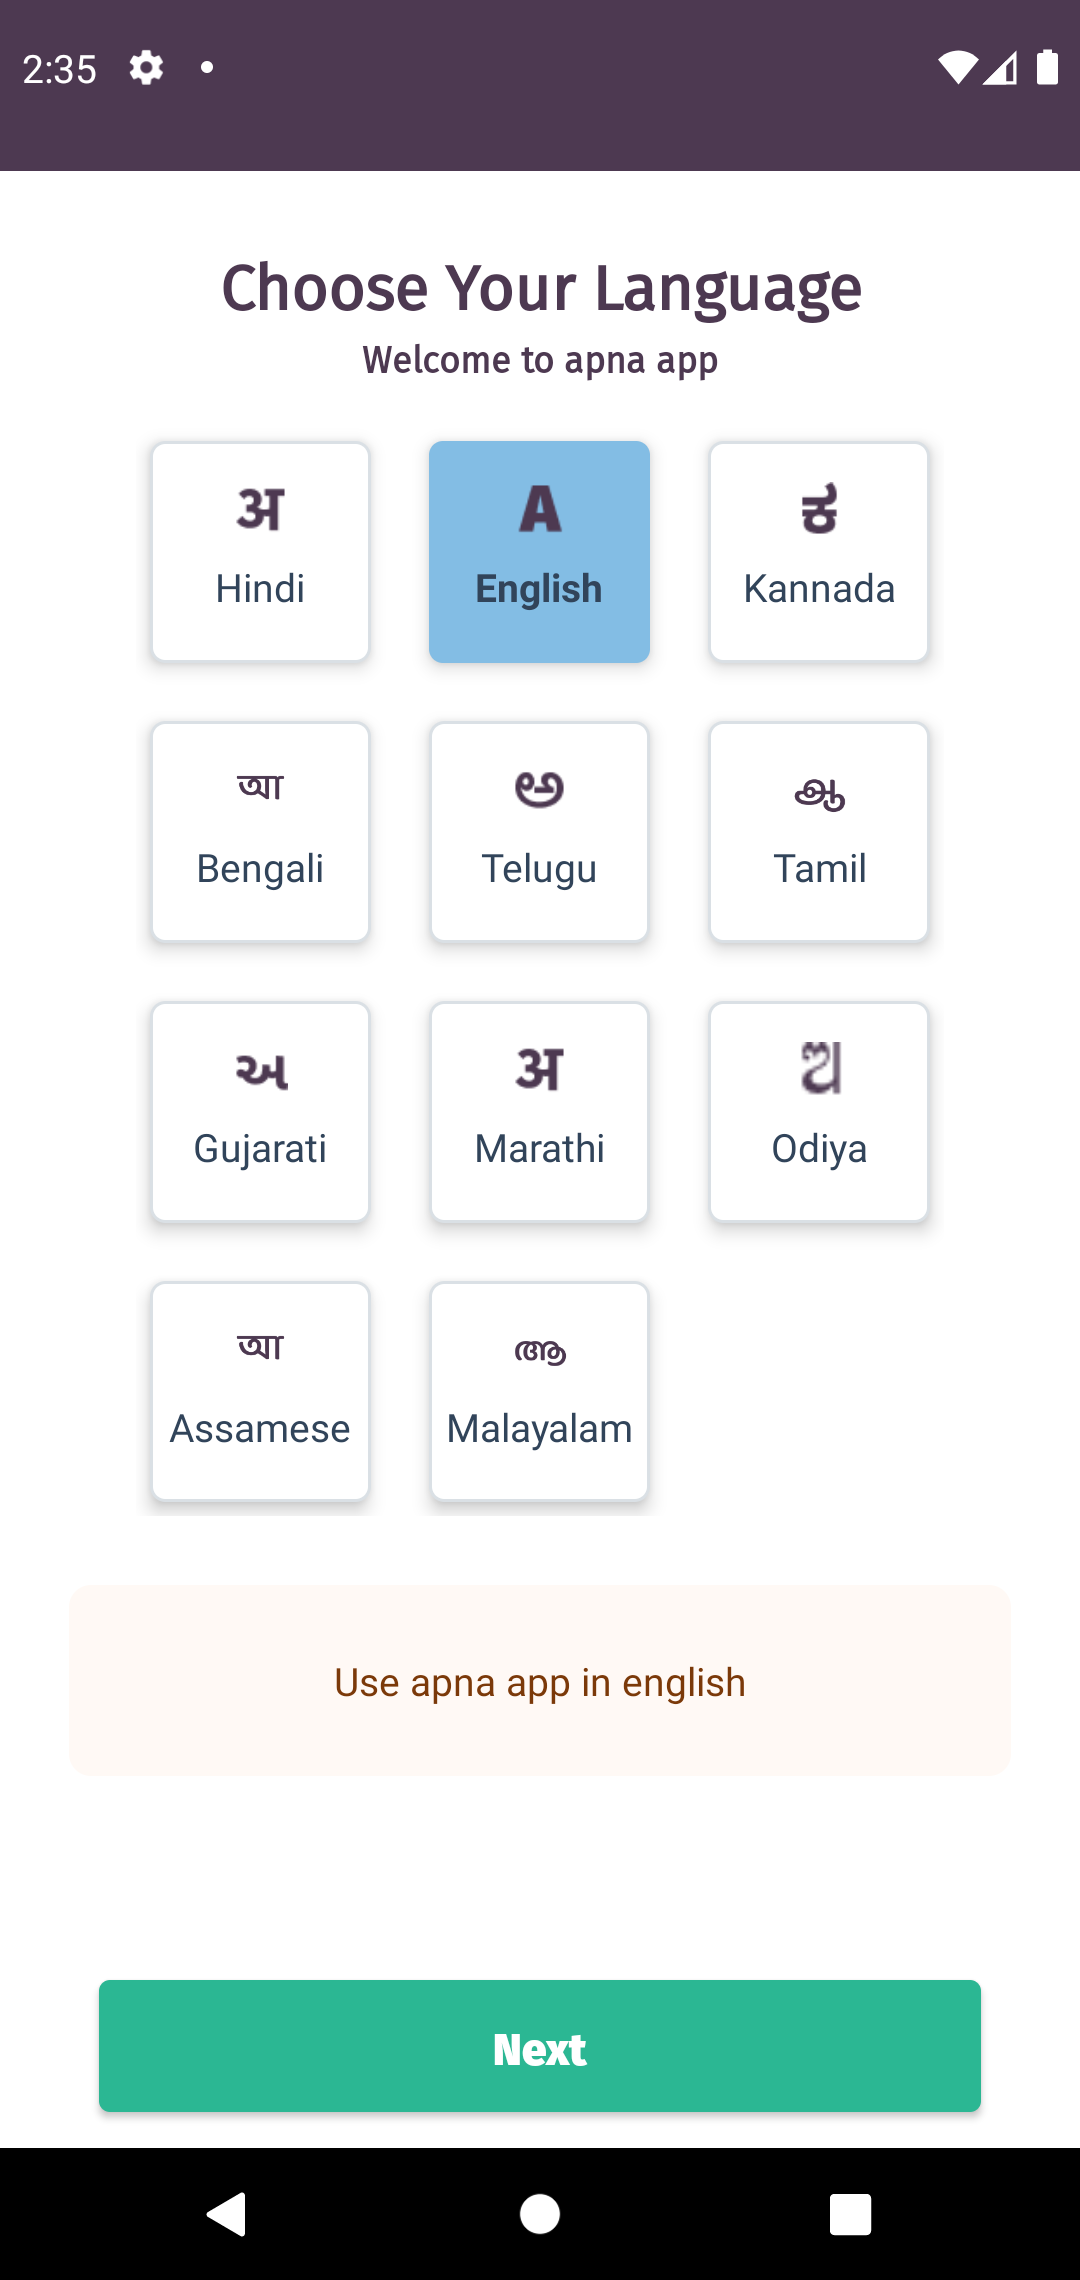 2:35
Choose Your Language
Welcome to apna app
अ A ಕ
Hindi English Kannada
আ అ ஆ
Bengali Telugu Tamil
અ अ ଅ
Gujarati Marathi Odiya
আ ആ
Assamese Malayalam
Use apna app in english
Next